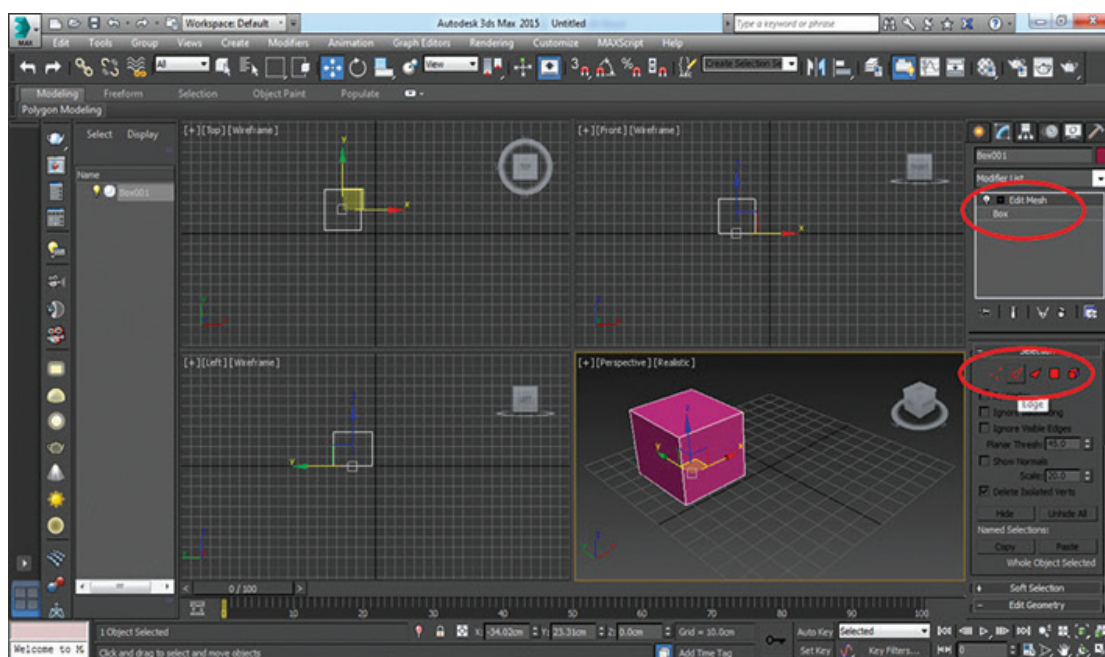 Workspace: Default
Autodesk 3ds Max 2015 Untitled
Type a keyword or phrase
MAX
Edit Tools Group Views Create Modifiers Animation Graph Editors Rendering Customize MAXScript Help
All
View
3
Create Selection Se
Modeling Freeform Selection Object Paint Populate
Polygon Modeling
Select Display
Name
Box001
[+][Top][Wireframe]
TOP
y
x
[+][Front][Wireframe]
FRONT
z
x
[+][Left][Wireframe]
LEFT
z
y
[+][Perspective][Realistic]
z
y
x
Box001
Modifier List
Edit Mesh
Box
Selection
Edge
Ignore Visible Edges
Planar Thresh: 45.0
Show Normals
Scale: 20.0
Delete Isolated Verts
Hide Unhide All
Named Selections:
Copy Paste
Whole Object Selected
+ Soft Selection
- Edit Geometry
< 0 / 100 >
0 10 20 30 40 50 60 70 80 90 100
1 Object Selected
X: -34.02cm Y: 23.31cm Z: 0.0cm
Grid = 10.0cm
Auto Key Selected
Welcome to M
Click and drag to select and move objects
Add Time Tag
Set Key Key Filters...
0